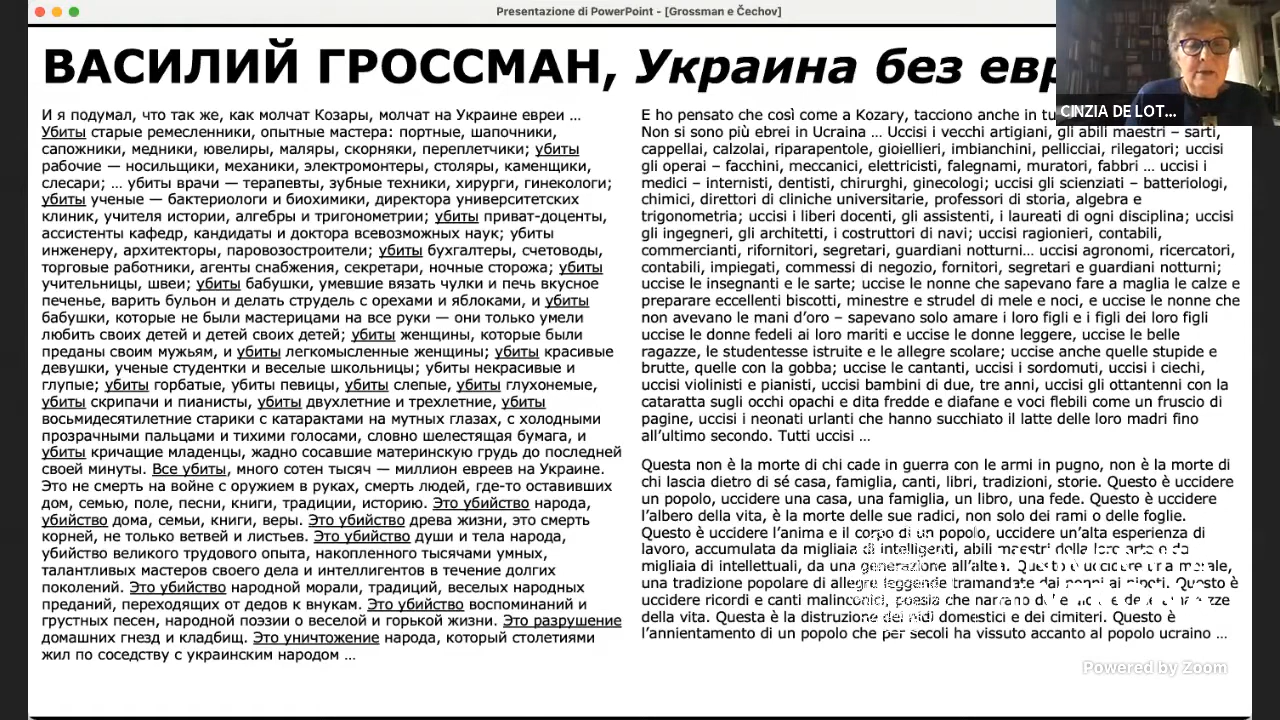 Presentazione di PowerPoint - [Grossman e Čechov]
ВАСИЛИЙ ГРОССМАН, Украина без
CINZIA DE LOT...
И я подумал, что так же, как молчат Козары, молчат на Украине евреи ...
Убиты старые ремесленники, опытные мастера: портные, шапочники,
сапожники, медники, ювелиры, маляры, скорняки, переплетчики; убиты
рабочие — носильщики, механики, электромонтеры, столяры, каменщики,
слесари; ... убиты врачи — терапевты, зубные техники, хирурги, гинекологи;
убиты ученые — бактериологи и биохимики, директора университетских
клиник, учителя истории, алгебры и тригонометрии; убиты приват-доценты,
ассистенты кафедр, кандидаты и доктора всевозможных наук; убиты
инженеру, архитекторы, паровозостроители; убиты бухгалтеры, счетоводы,
торговые работники, агенты снабжения, секретари, ночные сторожа; убиты
учительницы, швеи; убиты бабушки, умевшие вязать чулки и печь вкусное
печенье, варить бульон и делать струдель с орехами и яблоками, и убиты
бабушки, которые не были мастерицами на все руки — они только умели
любить своих детей и детей своих детей; убиты женщины, которые были
преданы своим мужьям, и убиты легкомысленные женщины; убиты красивые
девушки, ученые студентки и веселые школьницы; убиты некрасивые и
глупые; убиты горбатые, убиты певицы, убиты слепые, убиты глухонемые,
убиты скрипачи и пианисты, убиты двухлетние и трехлетние, убиты
восьмидесятилетние старики с катарактами на мутных глазах, с холодными
прозрачными пальцами и тихими голосами, словно шелестящая бумага, и
убиты кричащие младенцы, жадно сосавшие материнскую грудь до последней
своей минуты. Все убиты, много сотен тысяч — миллион евреев на Украине.
Это не смерть на войне с оружием в руках, смерть людей, где-то оставивших
дом, семью, поле, песни, книги, традиции, историю. Это убийство народа,
убийство дома, семьи, книги, веры. Это убийство древа жизни, это смерть
корней, не только ветвей и листьев. Это убийство души и тела народа,
убийство великого трудового опыта, накопленного тысячами умных,
талантливых мастеров своего дела и интеллигентов в течение долгих
поколений. Это убийство народной морали, традиций, веселых народных
преданий, переходящих от дедов к внукам. Это убийство воспоминаний и
грустных песен, народной поэзии о веселой и горькой жизни. Это разрушение
домашних гнезд и кладбищ. Это уничтожение народа, который столетиями
жил по соседству с украинским народом ...
E ho pensato che così come a Kozary, tacciono anche in
Non si sono più ebrei in Ucraina ... Uccisi i vecchi artigiani, gli abili maestri – sarti,
cappellai, calzolai, riparapentole, gioiellieri, imbianchini, pellicciai, rilegatori; uccisi
gli operai – facchini, meccanici, elettricisti, falegnami, muratori, fabbri ... uccisi i
medici – internisti, dentisti, chirurghi, ginecologi; uccisi gli scienziati – batteriologi,
chimici, direttori di cliniche universitarie, professori di storia, algebra e
trigonometria; uccisi i liberi docenti, gli assistenti, i laureati di ogni disciplina; uccisi
gli ingegneri, gli architetti, i costruttori di navi; uccisi ragionieri, contabili,
commercianti, rifornitori, segretari, guardiani notturni... uccisi agronomi, ricercatori,
contabili, impiegati, commessi di negozio, fornitori, segretari e guardiani notturni;
uccise le insegnanti e le sarte; uccise le nonne che sapevano fare a maglia le calze e
preparare eccellenti biscotti, minestre e strudel di mele e noci, e uccise le nonne che
non avevano le mani d’oro – sapevano solo amare i loro figli e i figli dei loro figli
uccise le donne fedeli ai loro mariti e uccise le donne leggere, uccise le belle
ragazze, le studentesse istruite e le allegre scolare; uccise anche quelle stupide e
brutte, quelle con la gobba; uccise le cantanti, uccisi i sordomuti, uccisi i ciechi,
uccisi violinisti e pianisti, uccisi bambini di due, tre anni, uccisi gli ottantenni con la
cataratta sugli occhi opachi e dita fredde e diafane e voci flebili come un fruscio di
pagine, uccisi i neonati urlanti che hanno succhiato il latte delle loro madri fino
all’ultimo secondo. Tutti uccisi ...
Questa non è la morte di chi cade in guerra con le armi in pugno, non è la morte di
chi lascia dietro di sé casa, famiglia, canti, libri, tradizioni, storie. Questo è uccidere
un popolo, uccidere una casa, una famiglia, un libro, una fede. Questo è uccidere
l’albero della vita, è la morte delle sue radici, non solo dei rami o delle foglie.
Questo è uccidere l’anima e il corpo di un popolo, uccidere un’alta esperienza di
lavoro, accumulata da migliaia di intelligenti, abili maestri della loro arte e da
migliaia di intellettuali, da una generazione all’altra. Questo è uccidere una morale,
una tradizione popolare di allegre leggende tramandate dai nonni ai nipoti. Questo è
uccidere ricordi e canti malinconici, poesia che narrano
della vita. Questa è la distruzione di nidi domestici e dei cimiteri. Questo è
l’annientamento di un popolo che per secoli ha vissuto accanto al popolo ucraino ...
Powered by Zoom